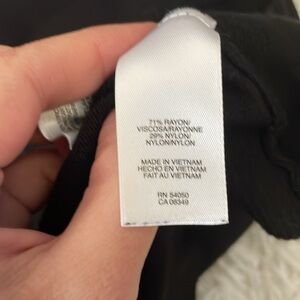 71% RAYON/
VISCOSA/RAYONNE
29% NYLON/
NYLON/NYLON
MADE IN VIETNAM
HECHO EN VIETNAM
FAIT AU VIETNAM
RN 54050
CA 06349